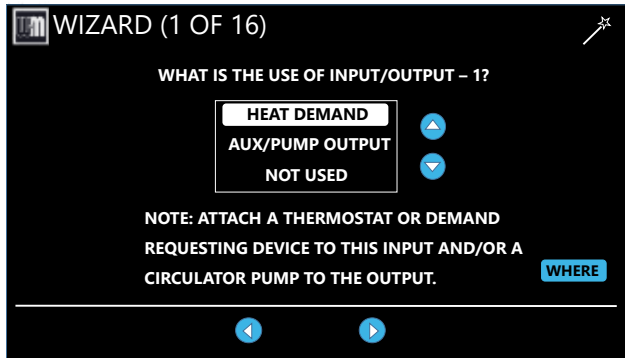 WM WIZARD (1 OF 16)
WHAT IS THE USE OF INPUT/OUTPUT – 1?
HEAT DEMAND
AUX/PUMP OUTPUT
NOT USED
NOTE: ATTACH A THERMOSTAT OR DEMAND
REQUESTING DEVICE TO THIS INPUT AND/OR A
CIRCULATOR PUMP TO THE OUTPUT.
WHERE